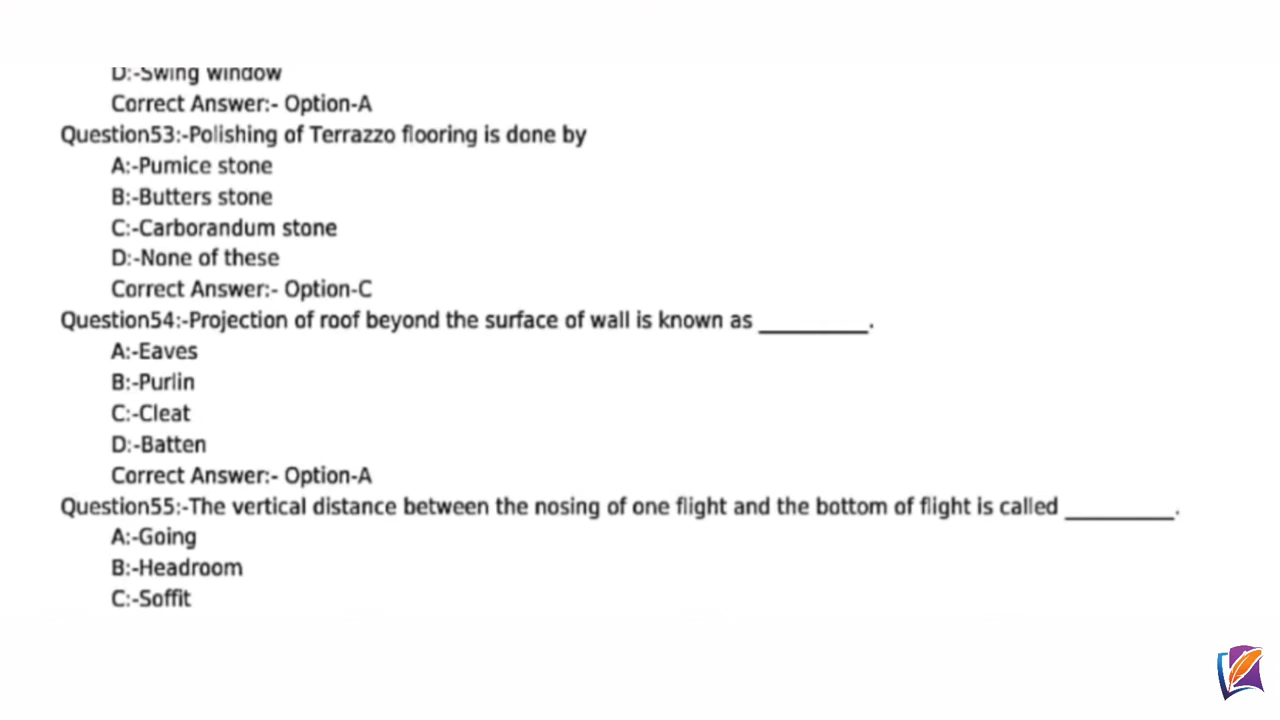 D:-Swing window
Correct Answer:- Option-A
Question53:-Polishing of Terrazzo flooring is done by
A:-Pumice stone
B:-Butters stone
C:-Carborandum stone
D:-None of these
Correct Answer:- Option-C
Question54:-Projection of roof beyond the surface of wall is known as __________.
A:-Eaves
B:-Purlin
C:-Cleat
D:-Batten
Correct Answer:- Option-A
Question55:-The vertical distance between the nosing of one flight and the bottom of flight is called __________.
A:-Going
B:-Headroom
C:-Soffit